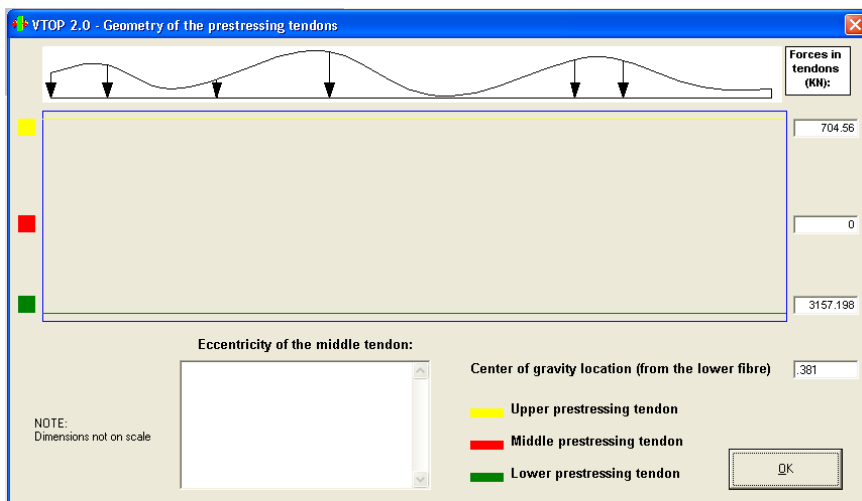 VTOP 2.0 - Geometry of the prestressing tendons
Forces in
tendons
(KN):
704.56
0
3157.198
Eccentricity of the middle tendon:
Center of gravity location (from the lower fibre)
.381
NOTE:
Dimensions not on scale
Upper prestressing tendon
Middle prestressing tendon
Lower prestressing tendon
OK